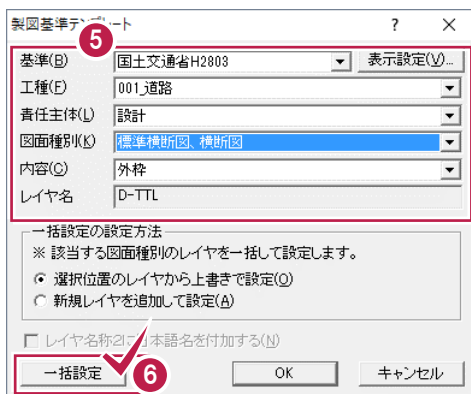 製図基準テンプレート ? ×
5
基準(B) 国土交通省H2803 表示設定(V)...
工種(F) 001_道路
責任主体(L) 設計
図面種別(K) 標準横断図、横断図
内容(C) 外枠
レイヤ名 D-TTL
一括設定の設定方法
※ 該当する図面種別のレイヤを一括して設定します。
選択位置のレイヤから上書きで設定(O)
新規レイヤを追加して設定(A)
レイヤ名称2に日本語名を付加する(N)
一括設定 6 OK キャンセル